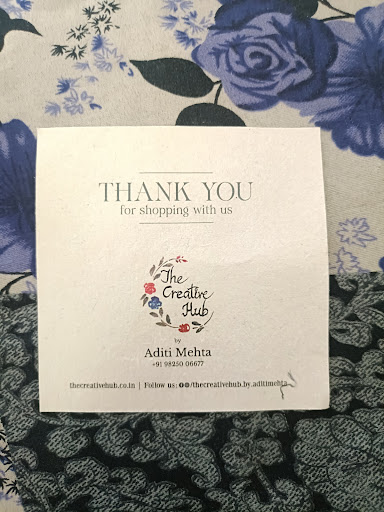 THANK YOU
for shopping with us
The
Creative
Hub
by
Aditi Mehta
+91 98250 06677
thecreativehub.co.in | Follow us: /thecreativehub.by.aditimehta